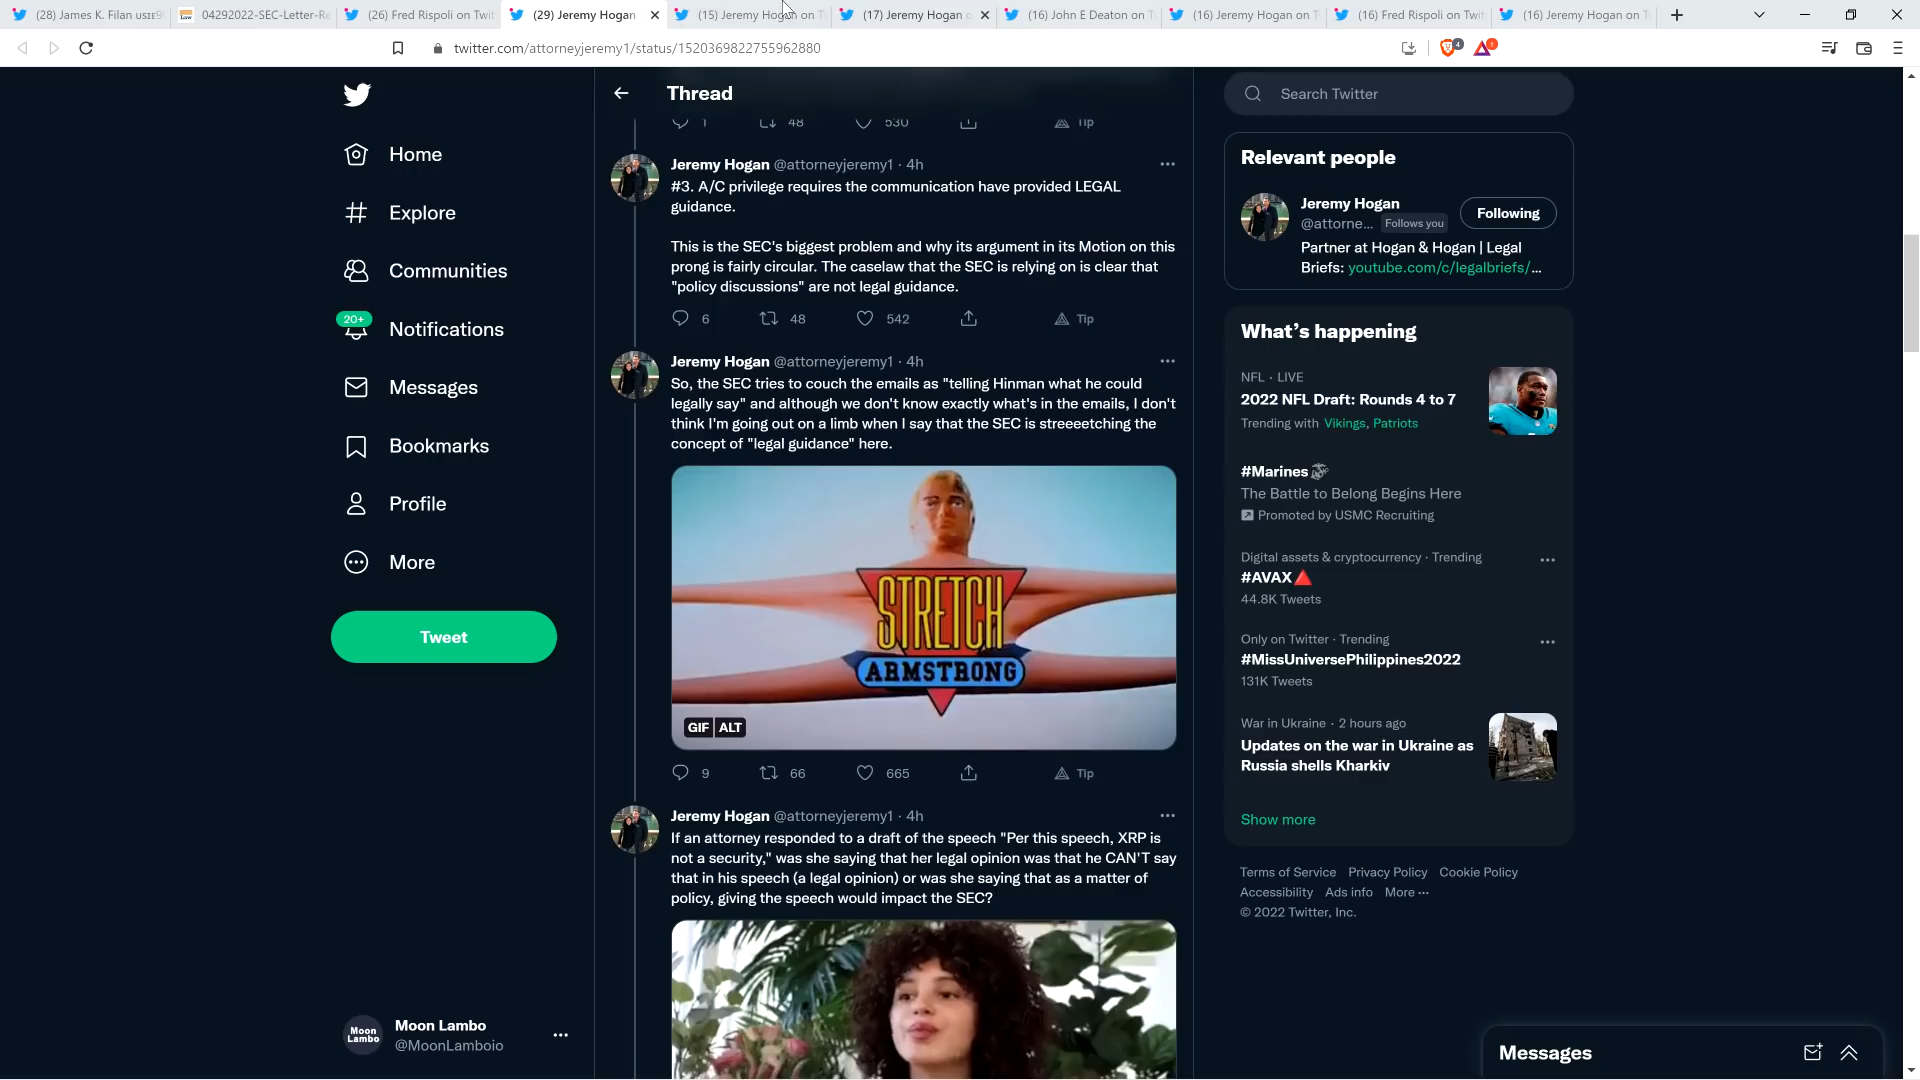 (28) James K. Filan
04292022-SEC-Letter-Re
(26) Fred Rispoli on Twit
(29) Jeremy Hogan
(15) Jeremy Hogan on T
(17) Jeremy Hogan
(16) John E Deaton on T
(16) Jeremy Hogan on T
(16) Fred Rispoli on Twit
(16) Jeremy Hogan on T
twitter.com/attorneyjeremy1/status/1520369822755962880
4
1
Home
Explore
Communities
20+
Notifications
Messages
Bookmarks
Profile
More
Tweet
Moon Lambo
Moon Lambo
@MoonLamboio
Thread
1 48 530 Tip
Jeremy Hogan @attorneyjeremy1 · 4h
#3. A/C privilege requires the communication have provided LEGAL
guidance.
This is the SEC's biggest problem and why its argument in its Motion on this
prong is fairly circular. The caselaw that the SEC is relying on is clear that
"policy discussions" are not legal guidance.
6 48 542 Tip
Jeremy Hogan @attorneyjeremy1 · 4h
So, the SEC tries to couch the emails as "telling Hinman what he could
legally say" and although we don't know exactly what's in the emails, I don't
think I'm going out on a limb when I say that the SEC is streeeetching the
concept of "legal guidance" here.
STRETCH
ARMSTRONG
GIF ALT
9 66 665 Tip
Jeremy Hogan @attorneyjeremy1 · 4h
If an attorney responded to a draft of the speech "Per this speech, XRP is
not a security," was she saying that her legal opinion was that he CAN'T say
that in his speech (a legal opinion) or was she saying that as a matter of
policy, giving the speech would impact the SEC?
Search Twitter
Relevant people
Jeremy Hogan
@attorne... Follows you
Following
Partner at Hogan & Hogan | Legal
Briefs: youtube.com/c/legalbriefs/...
What's happening
NFL · LIVE
2022 NFL Draft: Rounds 4 to 7
Trending with Vikings, Patriots
#Marines
The Battle to Belong Begins Here
Promoted by USMC Recruiting
Digital assets & cryptocurrency · Trending
#AVAX
44.8K Tweets
Only on Twitter · Trending
#MissUniversePhilippines2022
131K Tweets
War in Ukraine · 2 hours ago
Updates on the war in Ukraine as
Russia shells Kharkiv
Show more
Terms of Service Privacy Policy Cookie Policy
Accessibility Ads info More ···
© 2022 Twitter, Inc.
Messages